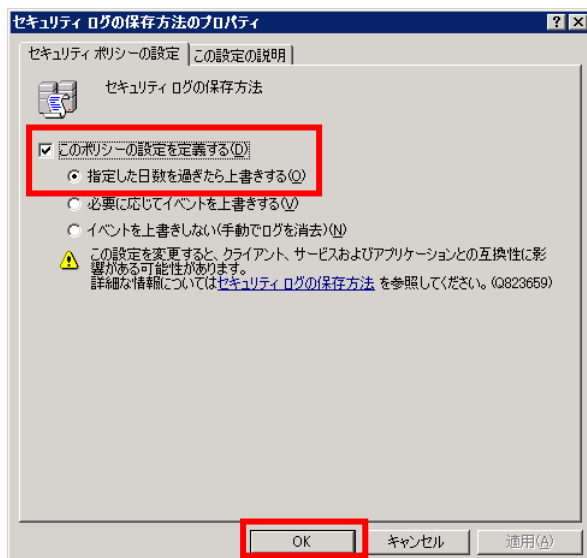 セキュリティ ログの保存方法のプロパティ
セキュリティ ポリシーの設定 この設定の説明
セキュリティ ログの保存方法
このポリシーの設定を定義する(D)
指定した日数を過ぎたら上書きする(O)
必要に応じてイベントを上書きする(V)
イベントを上書きしない(手動でログを消去)(N)
この設定を変更すると、クライアント、サービスおよびアプリケーションとの互換性に影
響がある可能性があります。
詳細な情報についてはセキュリティ ログの保存方法 を参照してください。(Q823659)
OK キャンセル 適用(A)